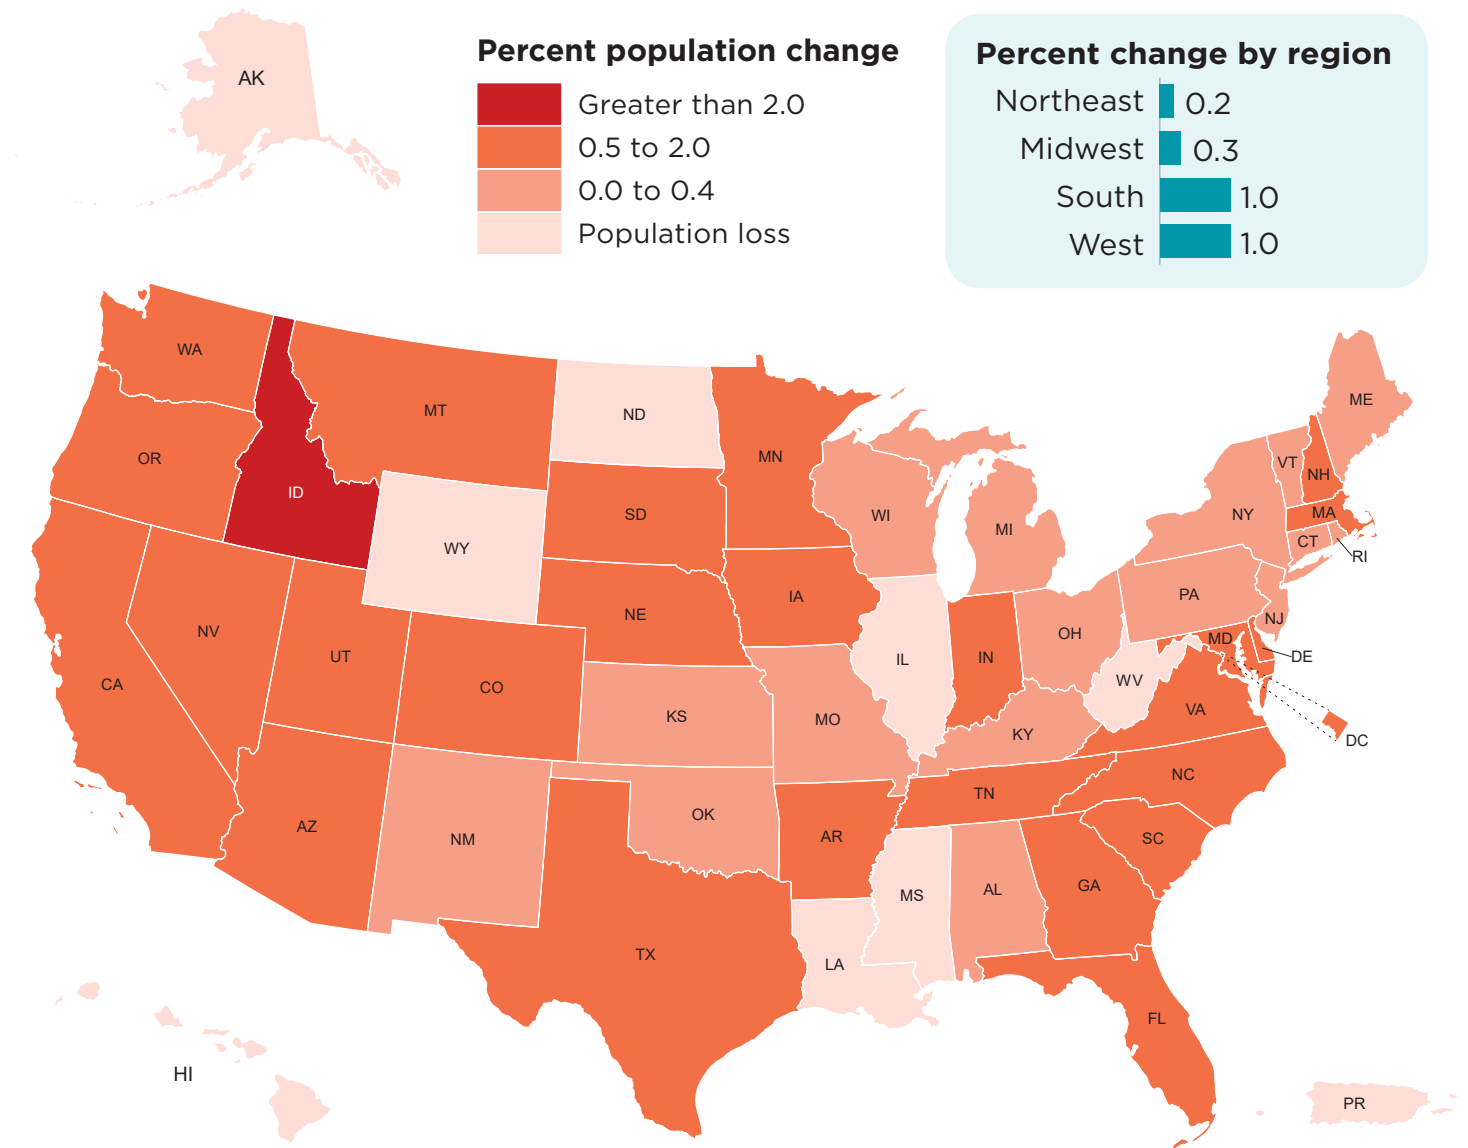 AK
Percent population change
Greater than 2.0
0.5 to 2.0
0.0 to 0.4
Population loss
Percent change by region
Northeast 0.2
Midwest 0.3
South 1.0
West 1.0
WA
MT
ND
MN
ME
OR
ID
SD
WI
MI
NY
VT
NH
MA
CT
RI
WY
NE
IA
PA
NJ
NV
UT
CO
IL
IN
OH
MD
DE
CA
KS
MO
WV
VA
KY
DC
AZ
NM
OK
AR
TN
NC
SC
MS
AL
GA
TX
LA
FL
HI
PR